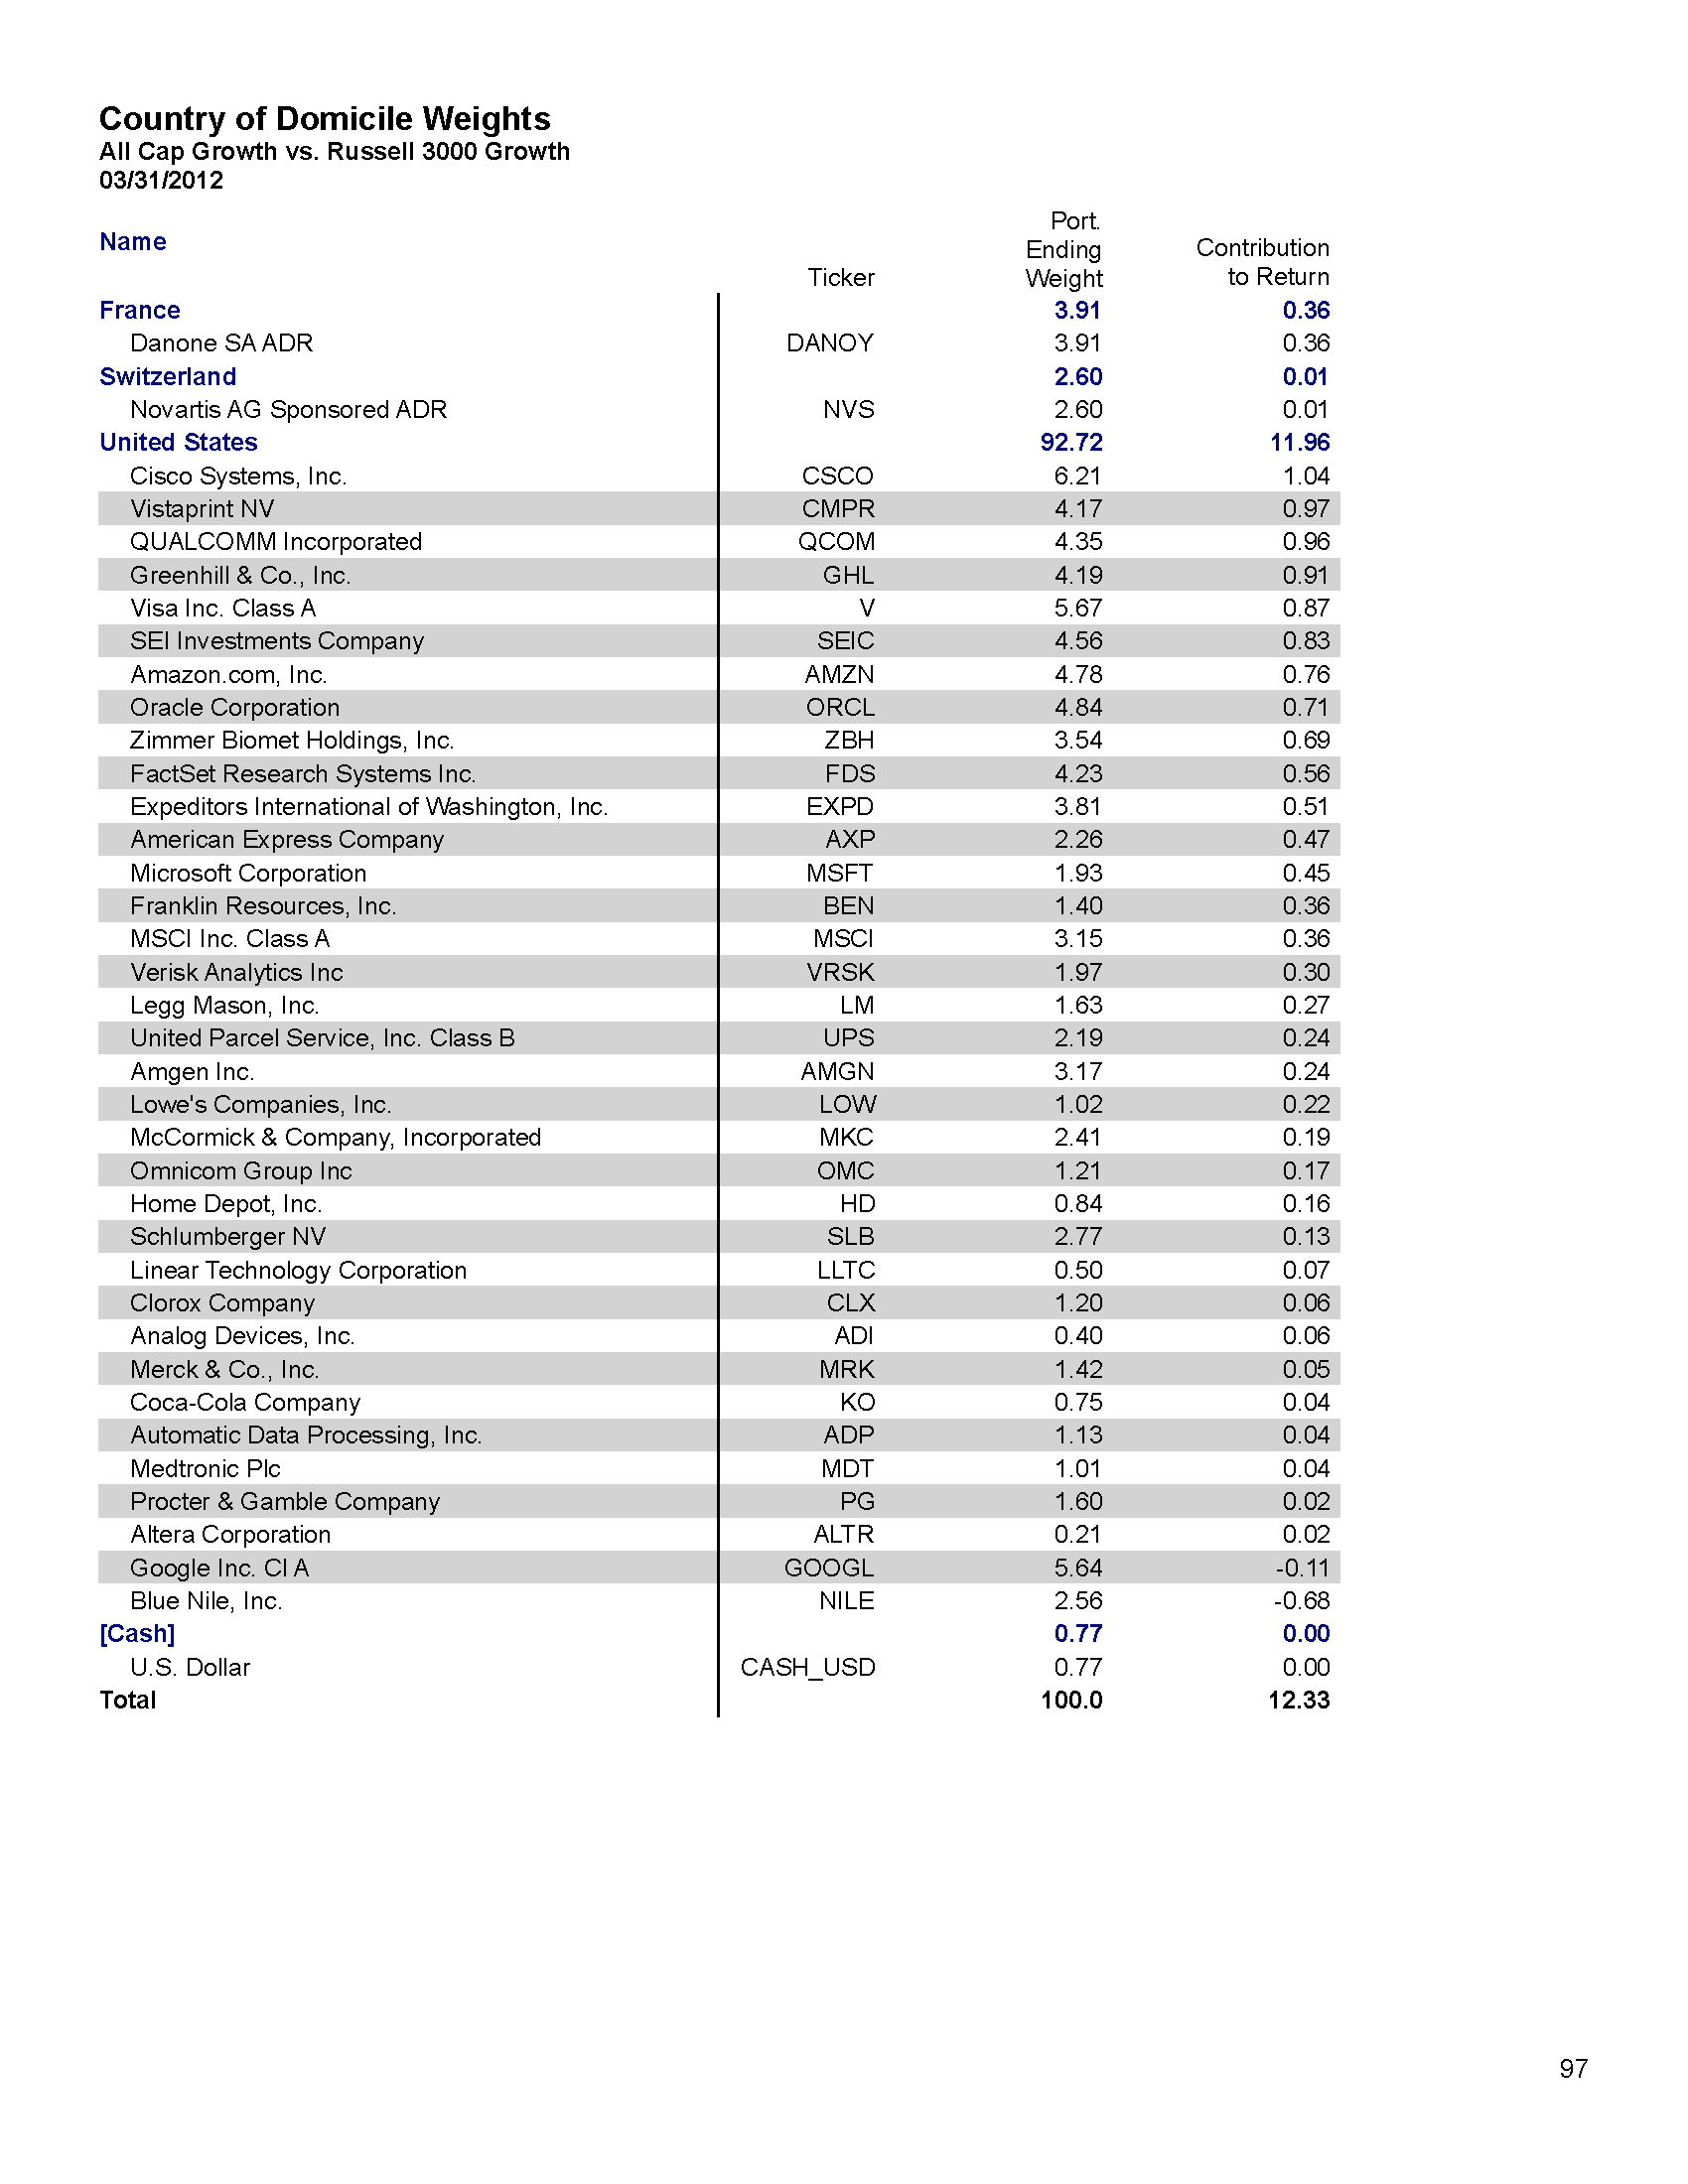 Country of Domicile Weights
All Cap Growth vs. Russell 3000 Growth
03/31/2012
Name Ticker Port. Ending Weight Contribution to Return
France 3.91 0.36
Danone SA ADR DANOY 3.91 0.36
Switzerland 2.60 0.01
Novartis AG Sponsored ADR NVS 2.60 0.01
United States 92.72 11.96
Cisco Systems, Inc. CSCO 6.21 1.04
Vistaprint NV CMPR 4.17 0.97
QUALCOMM Incorporated QCOM 4.35 0.96
Greenhill & Co., Inc. GHL 4.19 0.91
Visa Inc. Class A V 5.67 0.87
SEI Investments Company SEIC 4.56 0.83
Amazon.com, Inc. AMZN 4.78 0.76
Oracle Corporation ORCL 4.84 0.71
Zimmer Biomet Holdings, Inc. ZBH 3.54 0.69
FactSet Research Systems Inc. FDS 4.23 0.56
Expeditors International of Washington, Inc. EXPD 3.81 0.51
American Express Company AXP 2.26 0.47
Microsoft Corporation MSFT 1.93 0.45
Franklin Resources, Inc. BEN 1.40 0.36
MSCI Inc. Class A MSCI 3.15 0.36
Verisk Analytics Inc VRSK 1.97 0.30
Legg Mason, Inc. LM 1.63 0.27
United Parcel Service, Inc. Class B UPS 2.19 0.24
Amgen Inc. AMGN 3.17 0.24
Lowe's Companies, Inc. LOW 1.02 0.22
McCormick & Company, Incorporated MKC 2.41 0.19
Omnicom Group Inc OMC 1.21 0.17
Home Depot, Inc. HD 0.84 0.16
Schlumberger NV SLB 2.77 0.13
Linear Technology Corporation LLTC 0.50 0.07
Clorox Company CLX 1.20 0.06
Analog Devices, Inc. ADI 0.40 0.06
Merck & Co., Inc. MRK 1.42 0.05
Coca-Cola Company KO 0.75 0.04
Automatic Data Processing, Inc. ADP 1.13 0.04
Medtronic Plc MDT 1.01 0.04
Procter & Gamble Company PG 1.60 0.02
Altera Corporation ALTR 0.21 0.02
Google Inc. Cl A GOOGL 5.64 -0.11
Blue Nile, Inc. NILE 2.56 -0.68
[Cash] 0.77 0.00
U.S. Dollar CASH_USD 0.77 0.00
Total 100.0 12.33
97